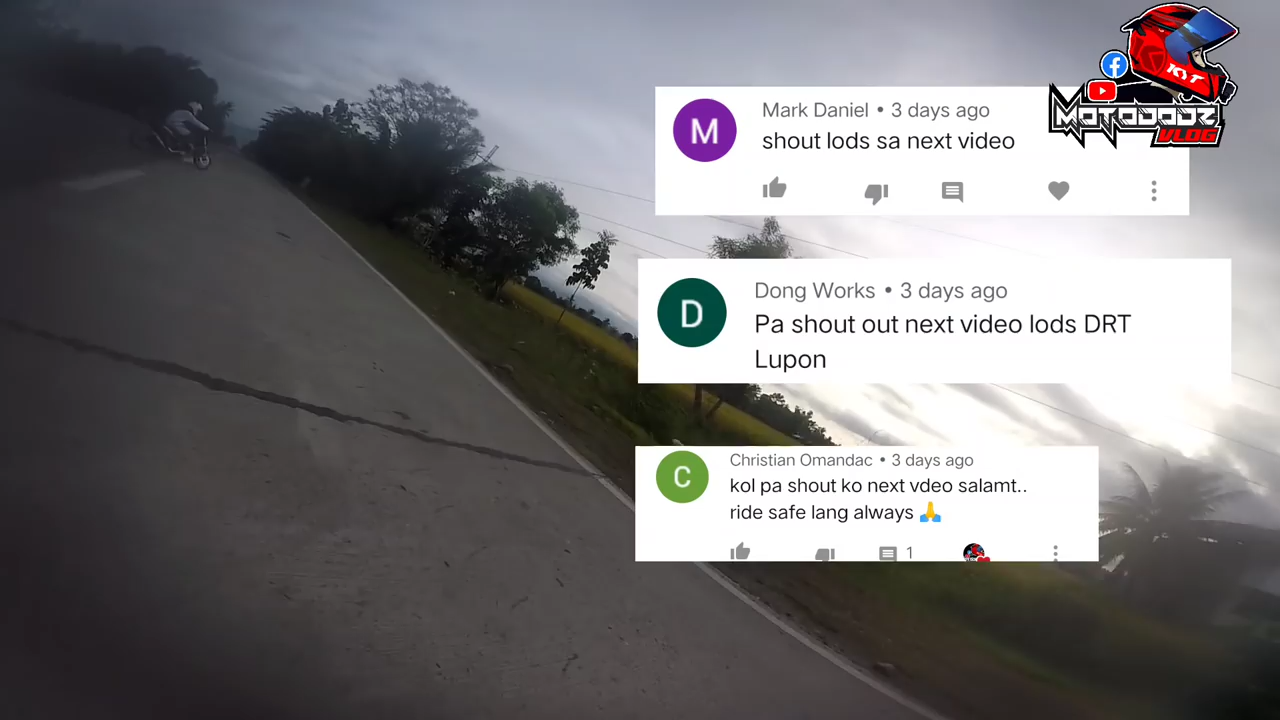 KYT
MOTODODZ
VLOG
M
Mark Daniel • 3 days ago
shout lods sa next video
D
Dong Works • 3 days ago
Pa shout out next video lods DRT
Lupon
C
Christian Omandac • 3 days ago
kol pa shout ko next vdeo salamt..
ride safe lang always 🙏
1